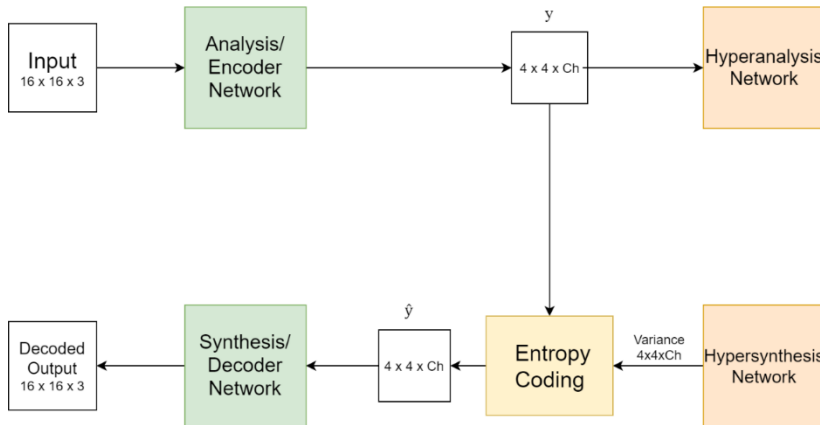 y
Input
16 x 16 x 3
Analysis/
Encoder
Network
4 x 4 x Ch
Hyperanalysis
Network
ŷ
Decoded
Output
16 x 16 x 3
Synthesis/
Decoder
Network
4 x 4 x Ch
Entropy
Coding
Variance
4x4xCh
Hypersynthesis
Network